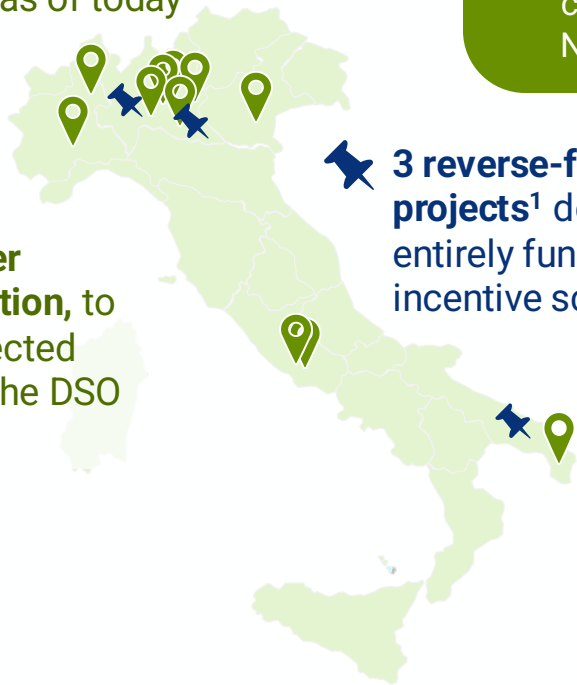 as of today
c
N
3 reverse-f
projects¹ de
entirely fun
incentive sc
er
tion, to
ected
he DSO